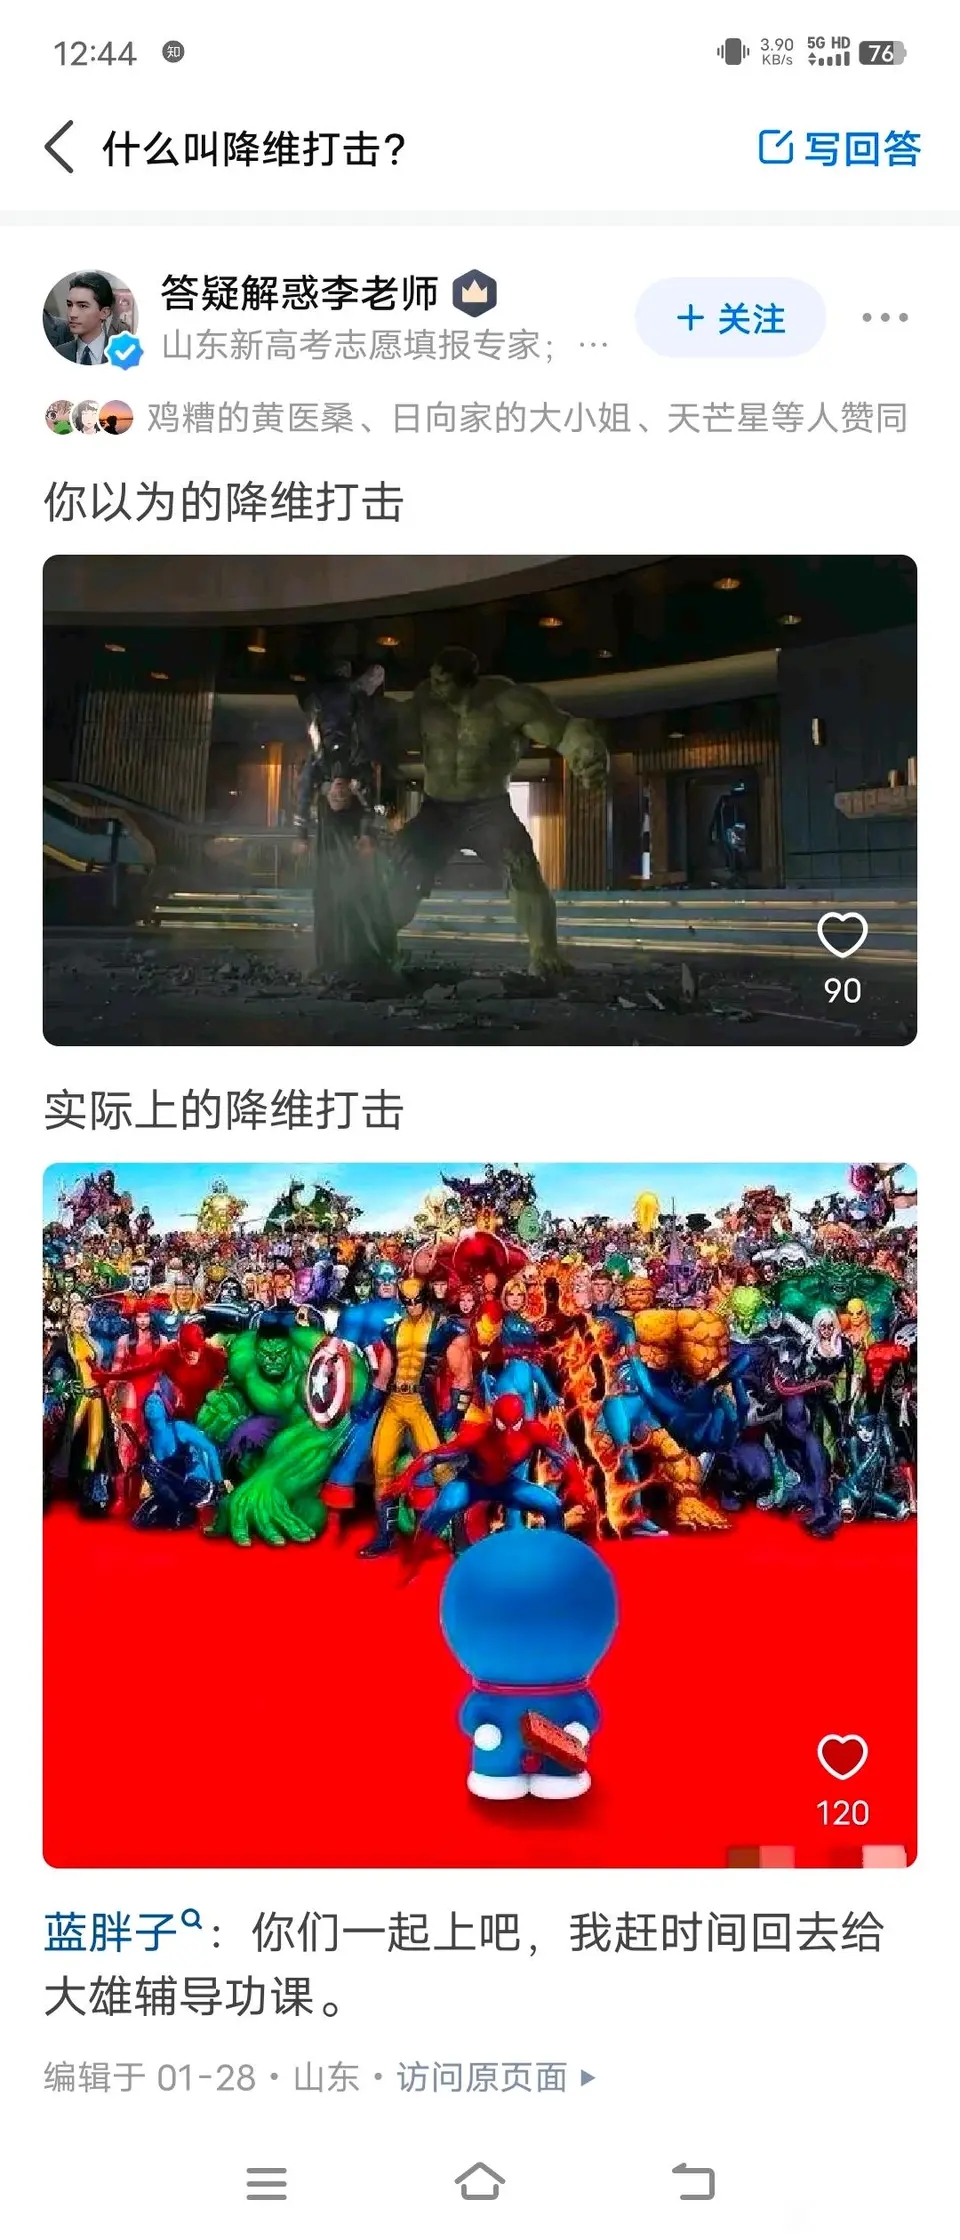 12:44 知 3.90 KB/s 5G HD 76
什么叫降维打击? 写回答
答疑解惑李老师 + 关注
山东新高考志愿填报专家; …
鸡糟的黄医桑、日向家的大小姐、天芒星等人赞同
你以为的降维打击
90
实际上的降维打击
120
蓝胖子: 你们一起上吧，我赶时间回去给
大雄辅导功课。
编辑于 01-28 · 山东 · 访问原页面